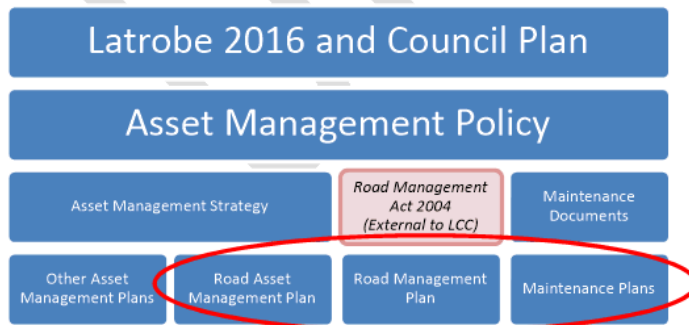 Latrobe 2016 and Council Plan
Asset Management Policy
Asset Management Strategy
Road Management
Act 2004
(External to LCC)
Maintenance
Documents
Other Asset
Management Plans
Road Asset
Management Plan
Road Management
Plan
Maintenance Plans